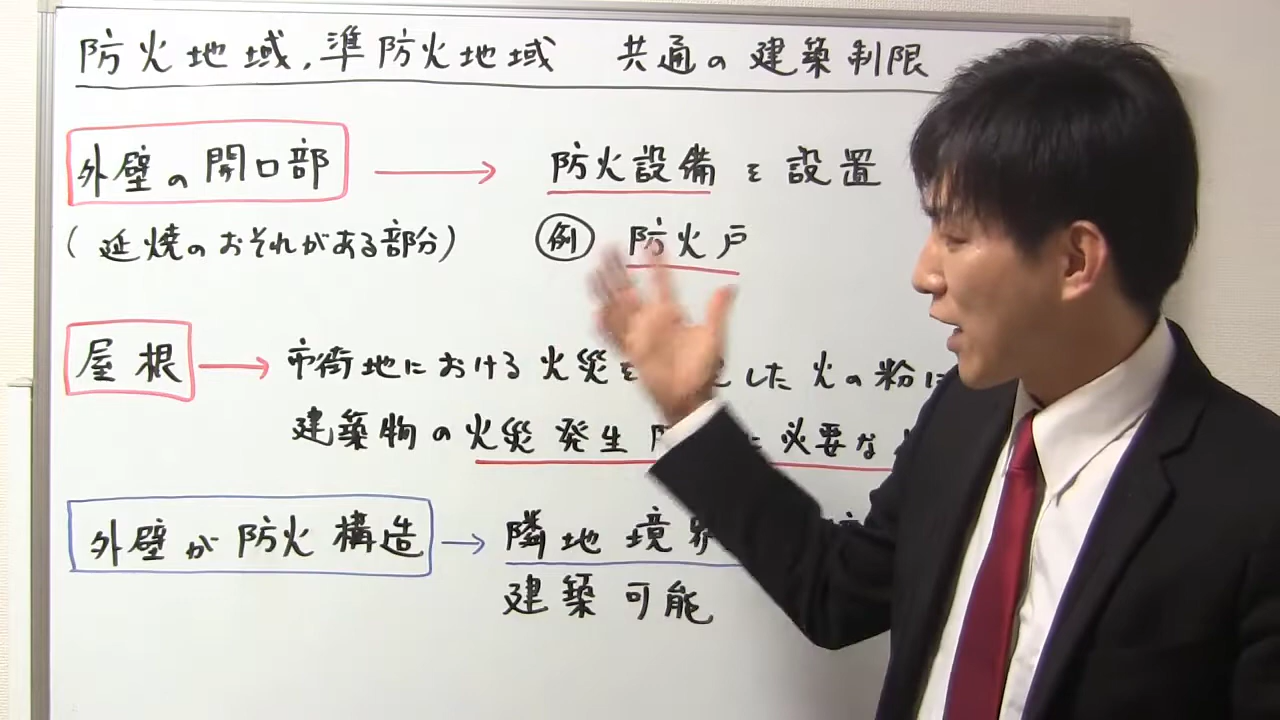 防火地域,準防火地域 共通の建築制限
外壁の開口部 → 防火設備を設置
(延焼のおそれがある部分) 例 防火戸
屋根 → 市街地における火災を した火の粉に
建築物の火災発生 に必要な
外壁が防火構造 → 隣地境界
建築可能